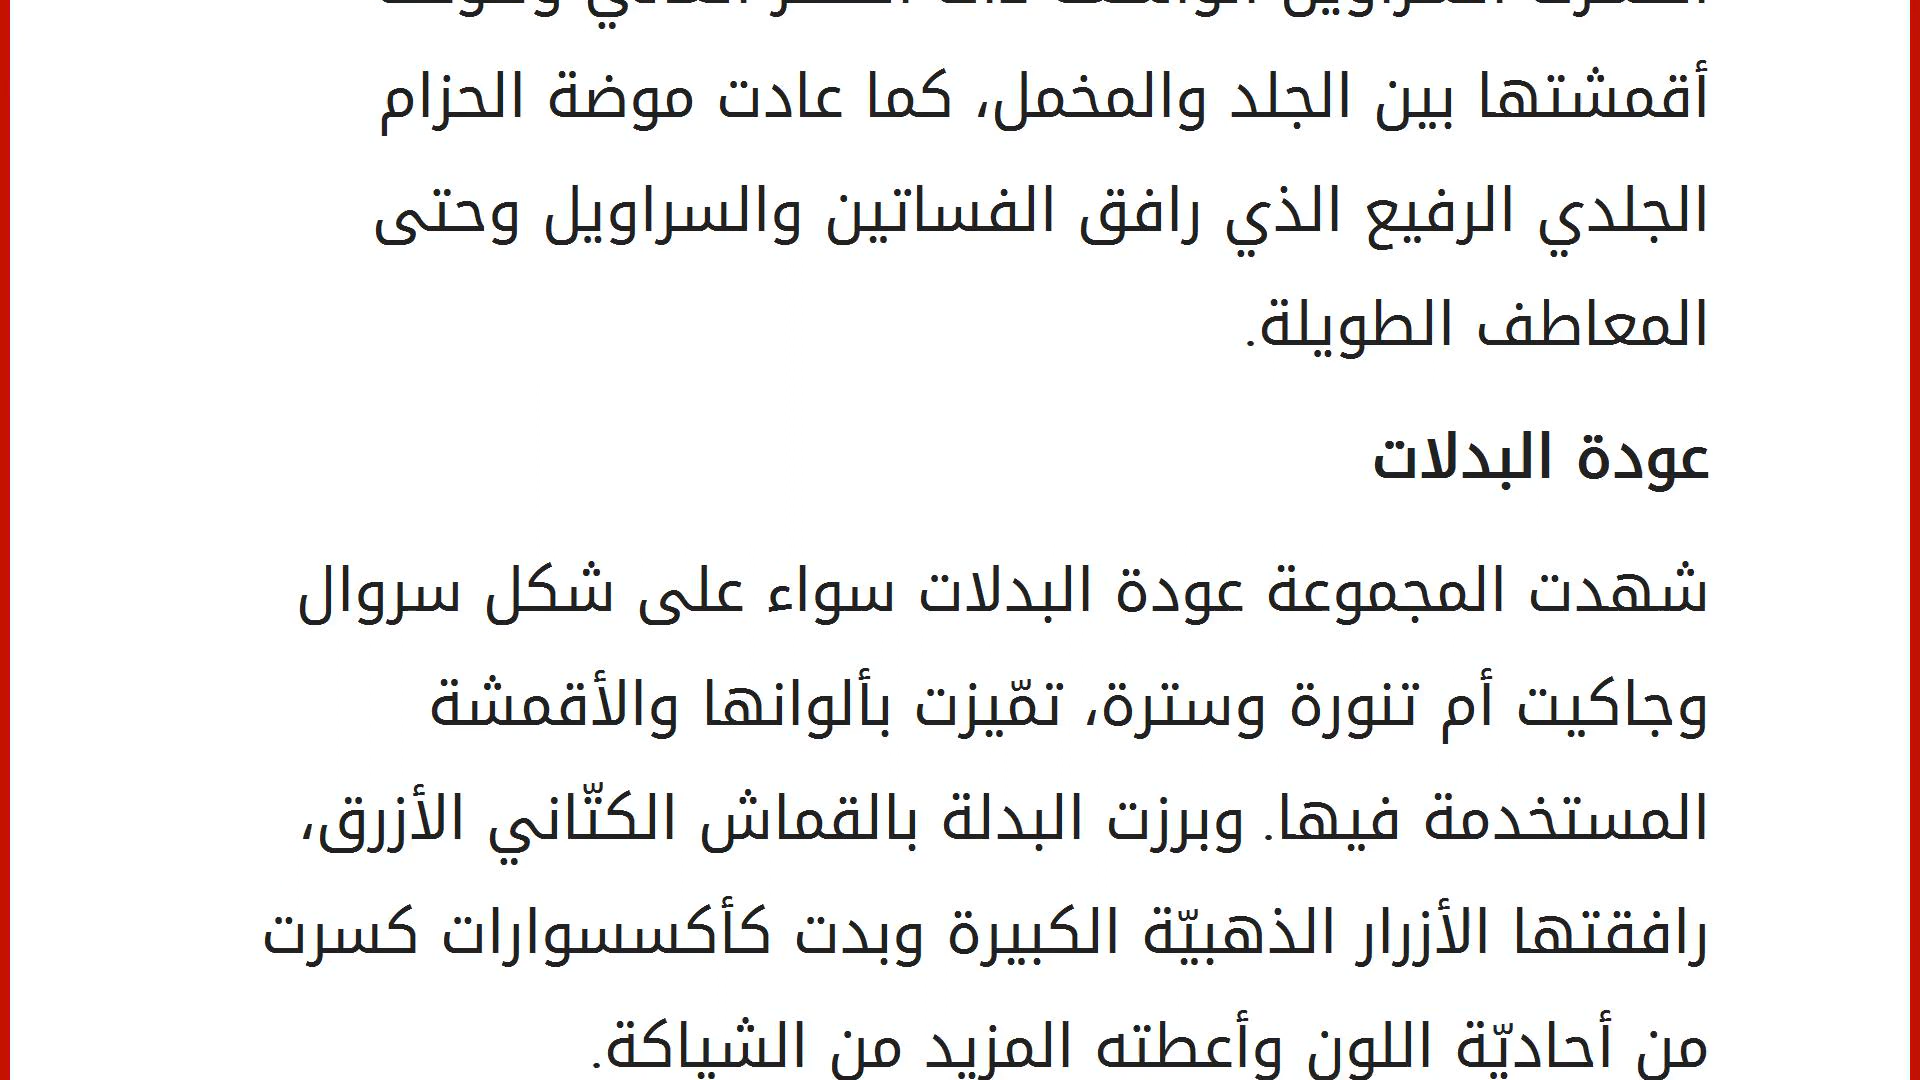 أقمشتها بين الجلد والمخمل، كما عادت موضة الحزام
الجلدي الرفيع الذي رافق الفساتين والسراويل وحتى
المعاطف الطويلة.
عودة البدلات
شهدت المجموعة عودة البدلات سواء على شكل سروال
وجاكيت أم تنورة وسترة، تمّيزت بألوانها والأقمشة
المستخدمة فيها. وبرزت البدلة بالقماش الكتّاني الأزرق،
رافقتها الأزرار الذهبيّة الكبيرة وبدت كأكسسوارات كسرت
من أحاديّة اللون وأعطته المزيد من الشياكة.